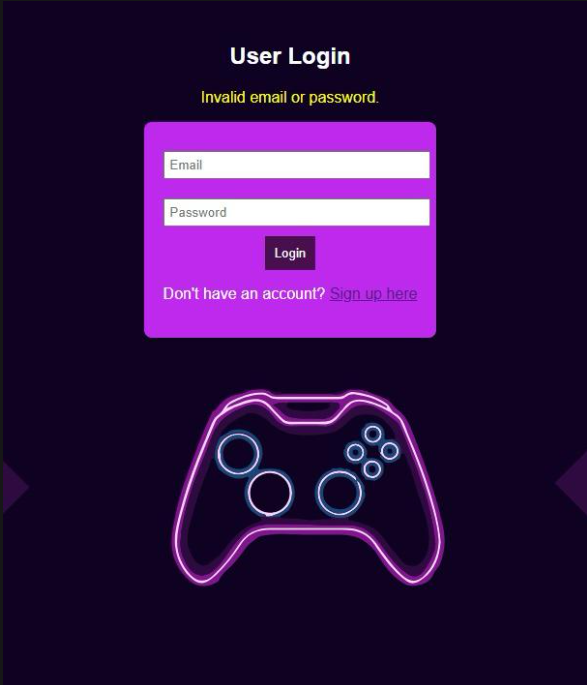 User Login
Invalid email or password.
Email
Password
Login
Don't have an account? Sign up here